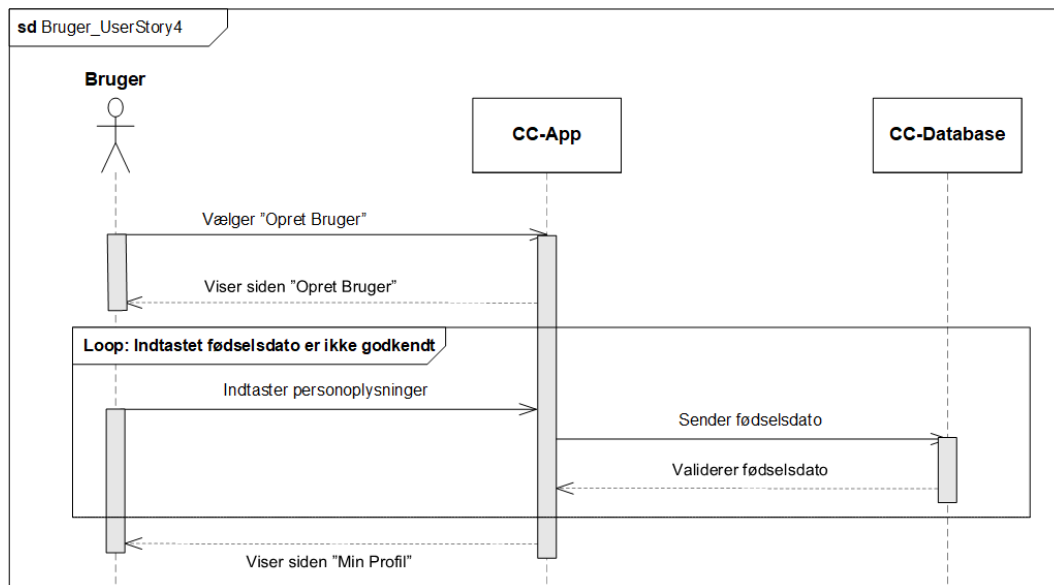 sd Bruger_UserStory4
Bruger
CC-App
CC-Database
Vælger ”Opret Bruger”
Viser siden ”Opret Bruger”
Loop: Indtastet fødselsdato er ikke godkendt
Indtaster personoplysninger
Sender fødselsdato
Validerer fødselsdato
Viser siden ”Min Profil”